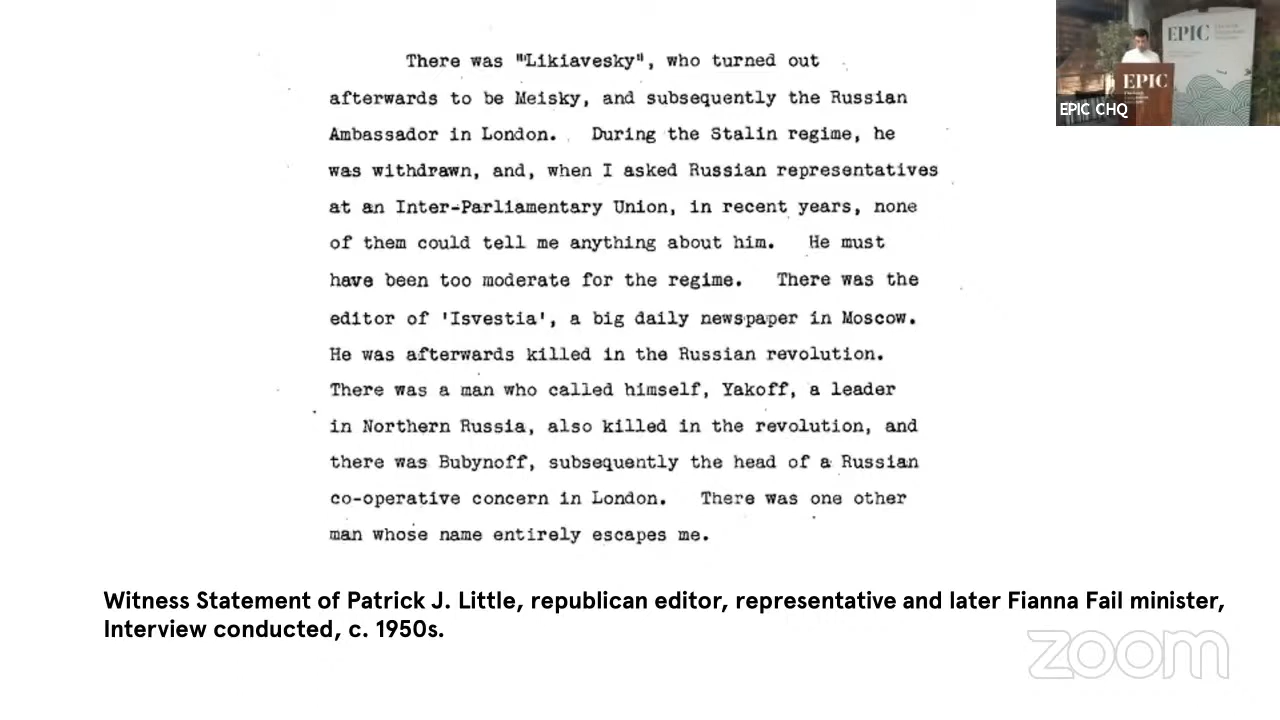 There was "Likiavesky", who turned out
afterwards to be Meisky, and subsequently the Russian
Ambassador in London. During the Stalin regime, he
was withdrawn, and, when I asked Russian representatives
at an Inter-Parliamentary Union, in recent years, none
of them could tell me anything about him. He must
have been too moderate for the regime. There was the
editor of 'Isvestia', a big daily newspaper in Moscow.
He was afterwards killed in the Russian revolution.
There was a man who called himself, Yakoff, a leader
in Northern Russia, also killed in the revolution, and
there was Bubynoff, subsequently the head of a Russian
co-operative concern in London. There was one other
man whose name entirely escapes me.
Witness Statement of Patrick J. Little, republican editor, representative and later Fianna Fail minister,
Interview conducted, c. 1950s.
EPIC
EPIC
EPIC CHQ
zoom